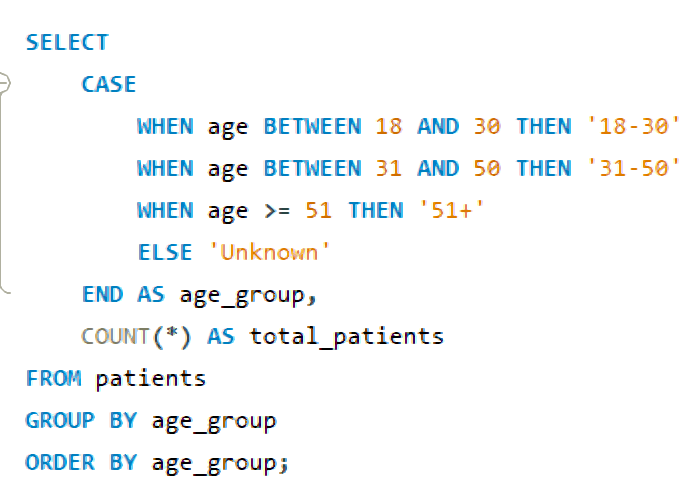 SELECT
    CASE
        WHEN age BETWEEN 18 AND 30 THEN '18-30'
        WHEN age BETWEEN 31 AND 50 THEN '31-50'
        WHEN age >= 51 THEN '51+'
        ELSE 'Unknown'
    END AS age_group,
    COUNT(*) AS total_patients
FROM patients
GROUP BY age_group
ORDER BY age_group;